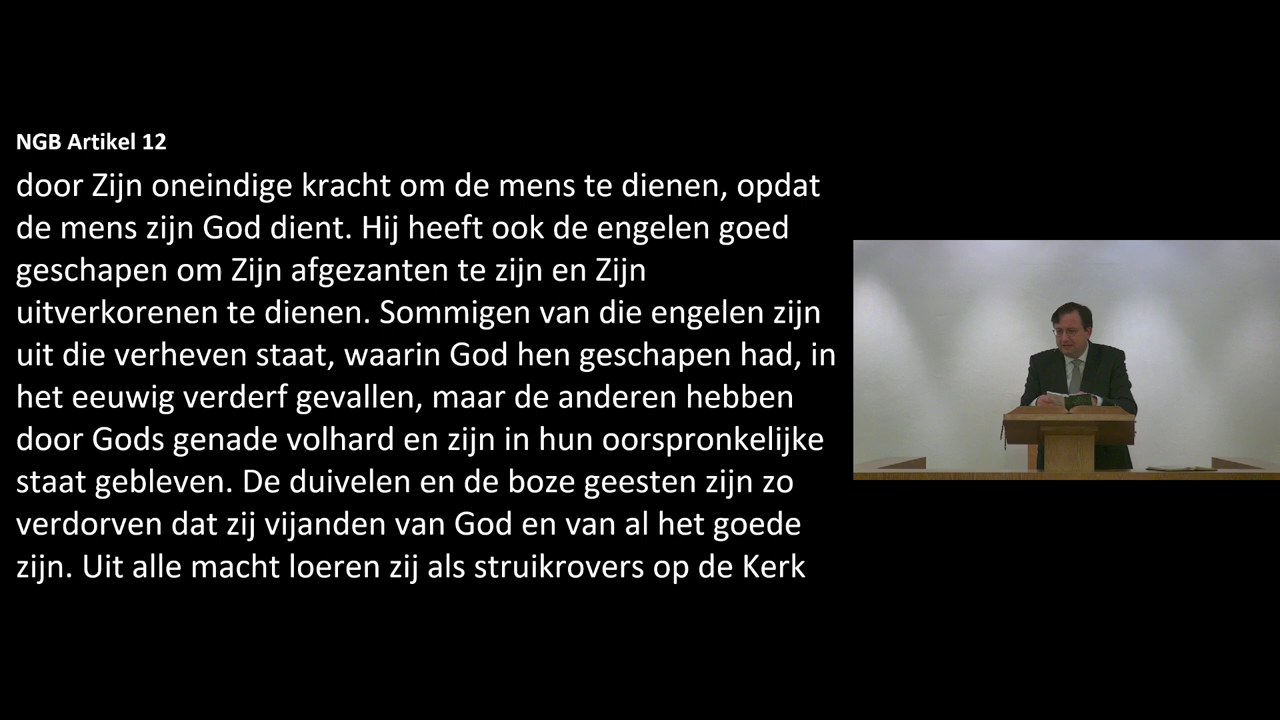 NGB Artikel 12
door Zijn oneindige kracht om de mens te dienen, opdat
de mens zijn God dient. Hij heeft ook de engelen goed
geschapen om Zijn afgezanten te zijn en Zijn
uitverkorenen te dienen. Sommigen van die engelen zijn
uit die verheven staat, waarin God hen geschapen had, in
het eeuwig verderf gevallen, maar de anderen hebben
door Gods genade volhard en zijn in hun oorspronkelijke
staat gebleven. De duivelen en de boze geesten zijn zo
verdorven dat zij vijanden van God en van al het goede
zijn. Uit alle macht loeren zij als struikrovers op de Kerk